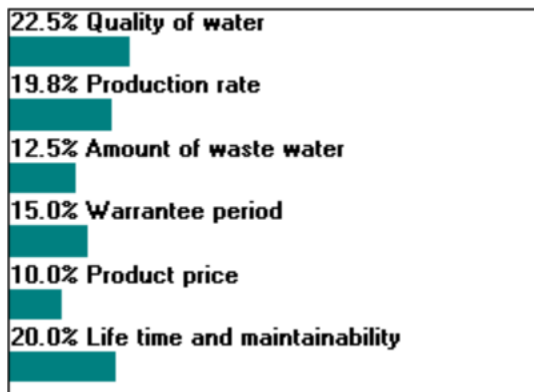 22.5% Quality of water
19.8% Production rate
12.5% Amount of waste water
15.0% Warrantee period
10.0% Product price
20.0% Life time and maintainability